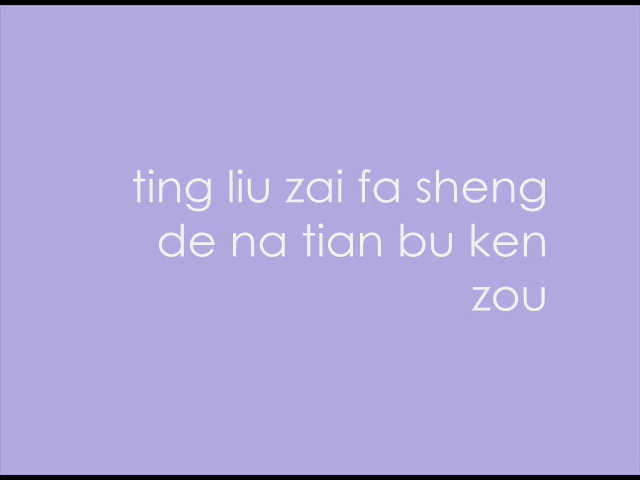 ting liu zai fa sheng
de na tian bu ken
zou